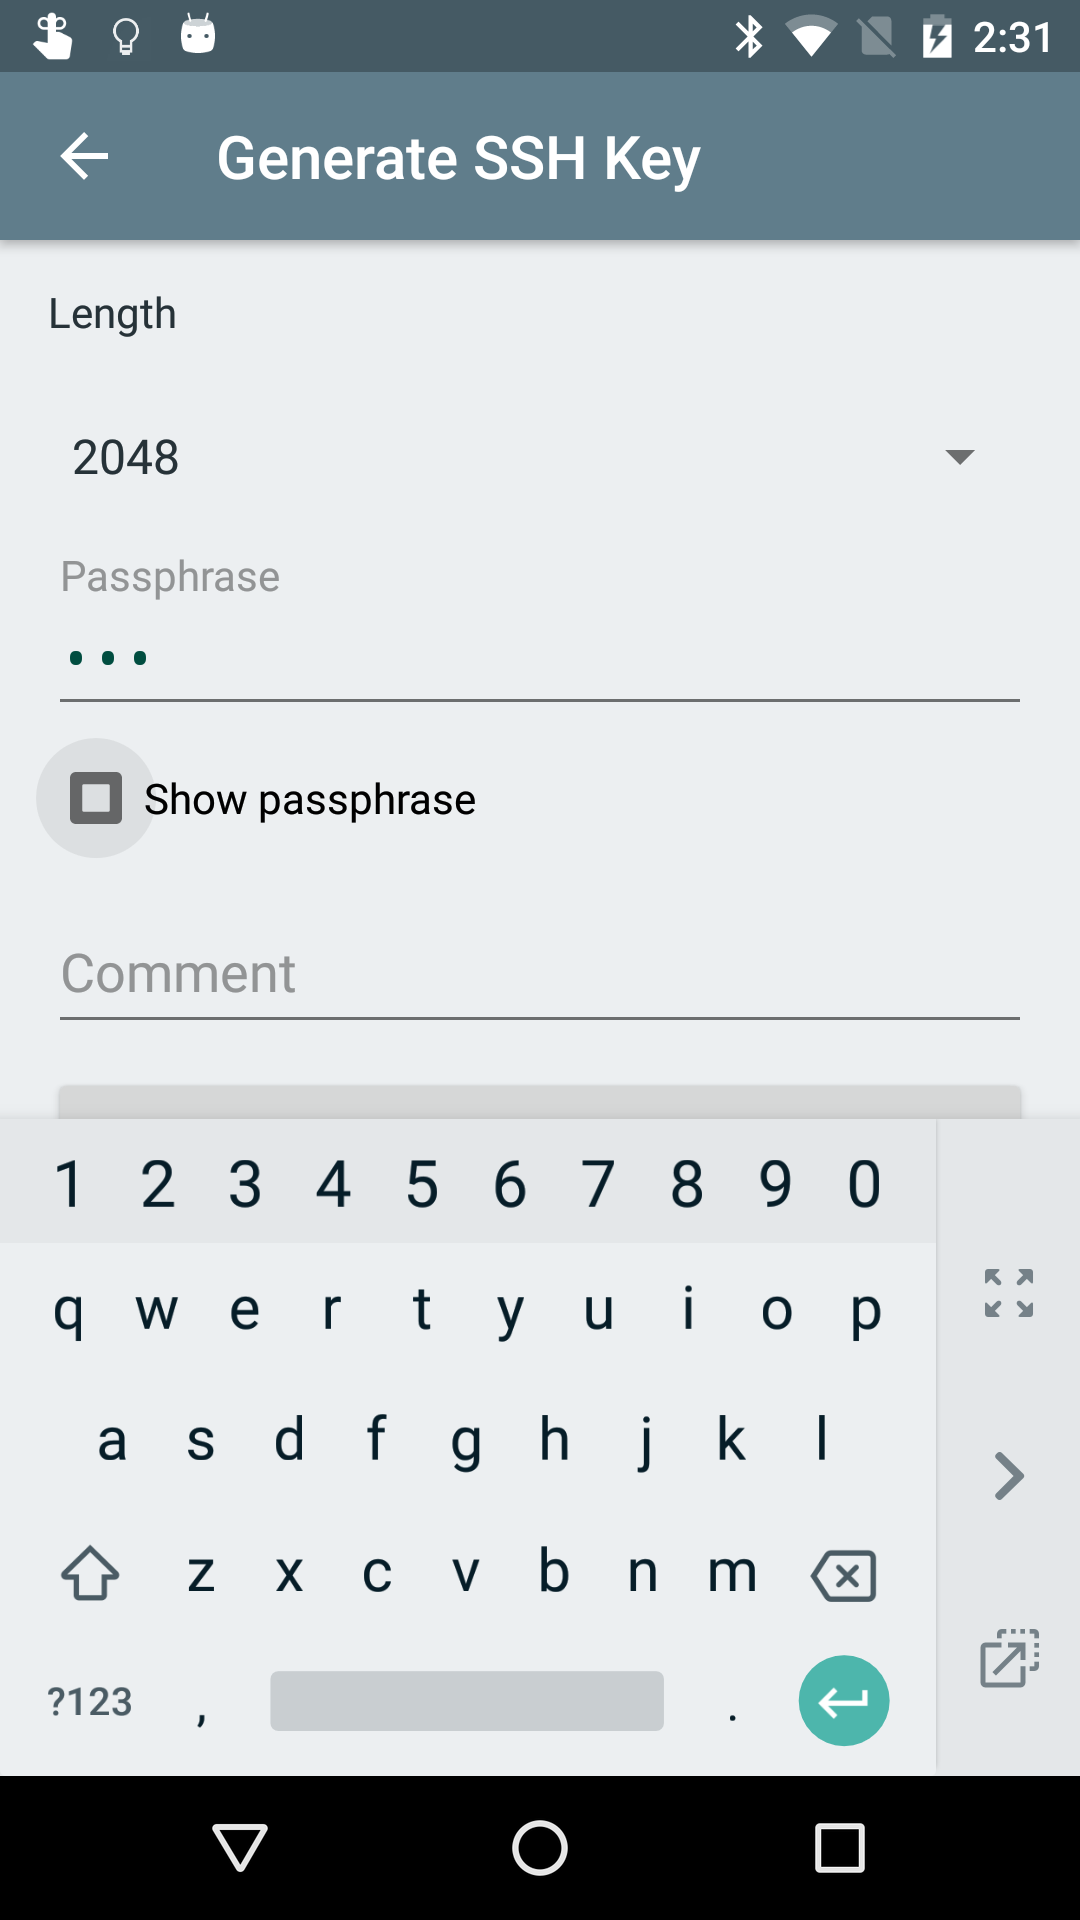 2:31
Generate SSH Key
Length
2048
Passphrase
•••
Show passphrase
Comment
1 2 3 4 5 6 7 8 9 0
q w e r t y u i o p
a s d f g h j k l
z x c v b n m
?123 , .